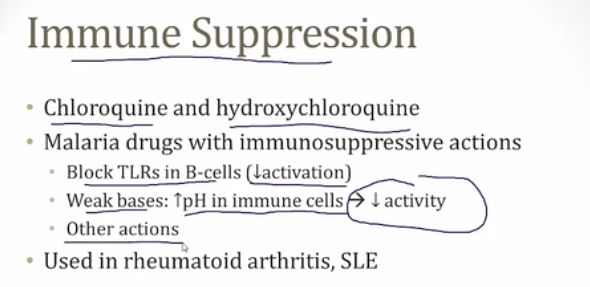 Immune Suppression
• Chloroquine and hydroxychloroquine
• Malaria drugs with immunosuppressive actions
• Block TLRs in B-cells (↓activation)
• Weak bases: ↑pH in immune cells → ↓ activity
• Other actions
• Used in rheumatoid arthritis, SLE